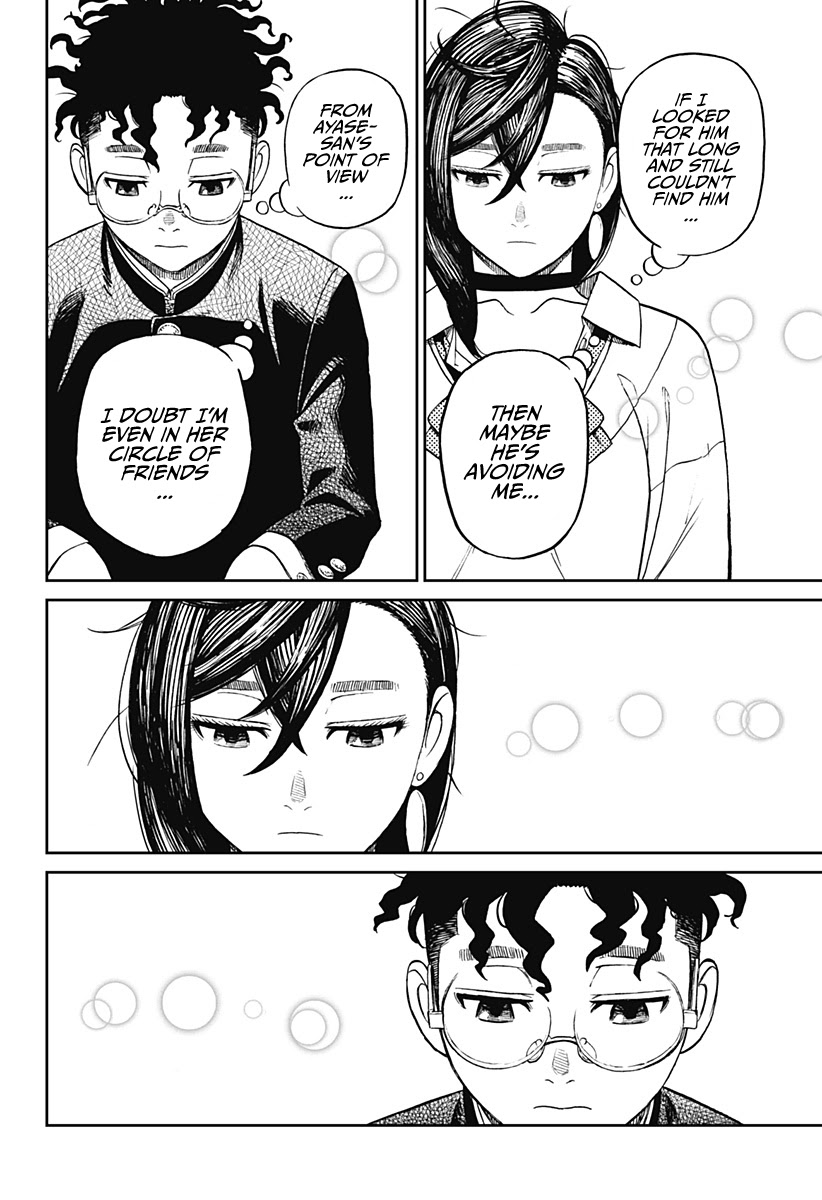 IF I
LOOKED
FOR HIM
THAT LONG
AND STILL
COULDN'T
FIND HIM
...
THEN
MAYBE
HE'S
AVOIDING
ME...
FROM
AYASE-
SAN'S
POINT OF
VIEW
...
I DOUBT I'M
EVEN IN HER
CIRCLE OF
FRIENDS
...